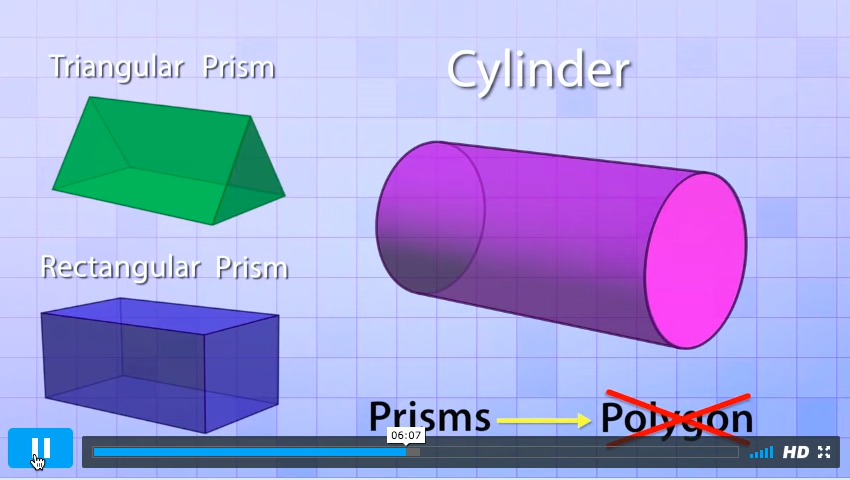 Triangular Prism
Cylinder
Rectangular Prism
Prisms Polygon
06:07
HD